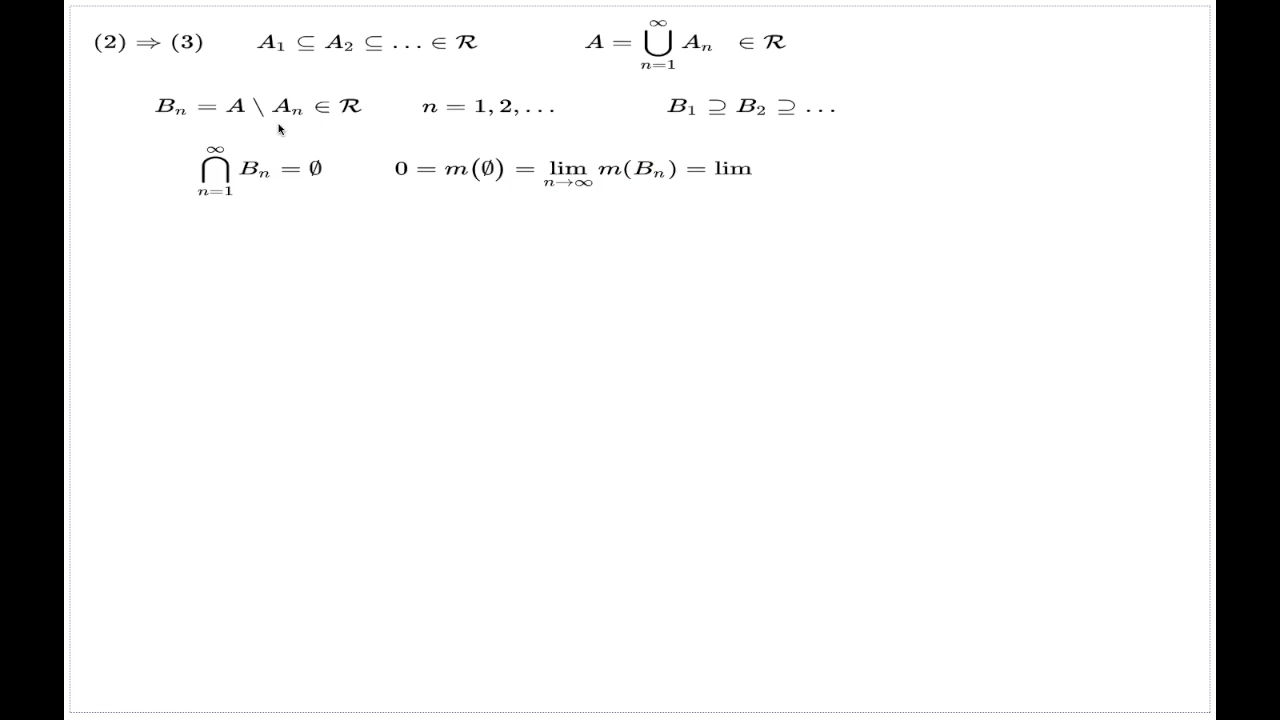 (2) ⇒ (3) A₁ ⊆ A₂ ⊆ … ∈ ℛ A = ⋃_{n=1}^{∞} Aₙ ∈ ℛ
Bₙ = A \ Aₙ ∈ ℛ n = 1, 2, … B₁ ⊇ B₂ ⊇ …
⋂_{n=1}^{∞} Bₙ = ∅ 0 = m(∅) = lim_{n→∞} m(Bₙ) = lim